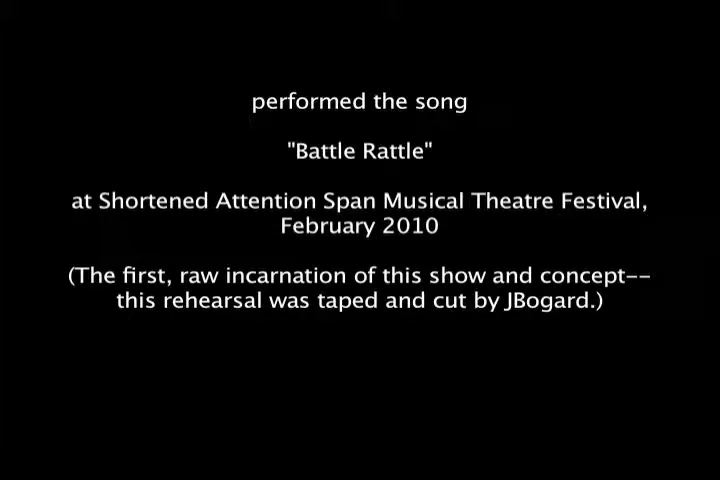 performed the song
"Battle Rattle"
at Shortened Attention Span Musical Theatre Festival,
February 2010
(The first, raw incarnation of this show and concept--
this rehearsal was taped and cut by JBogard.)